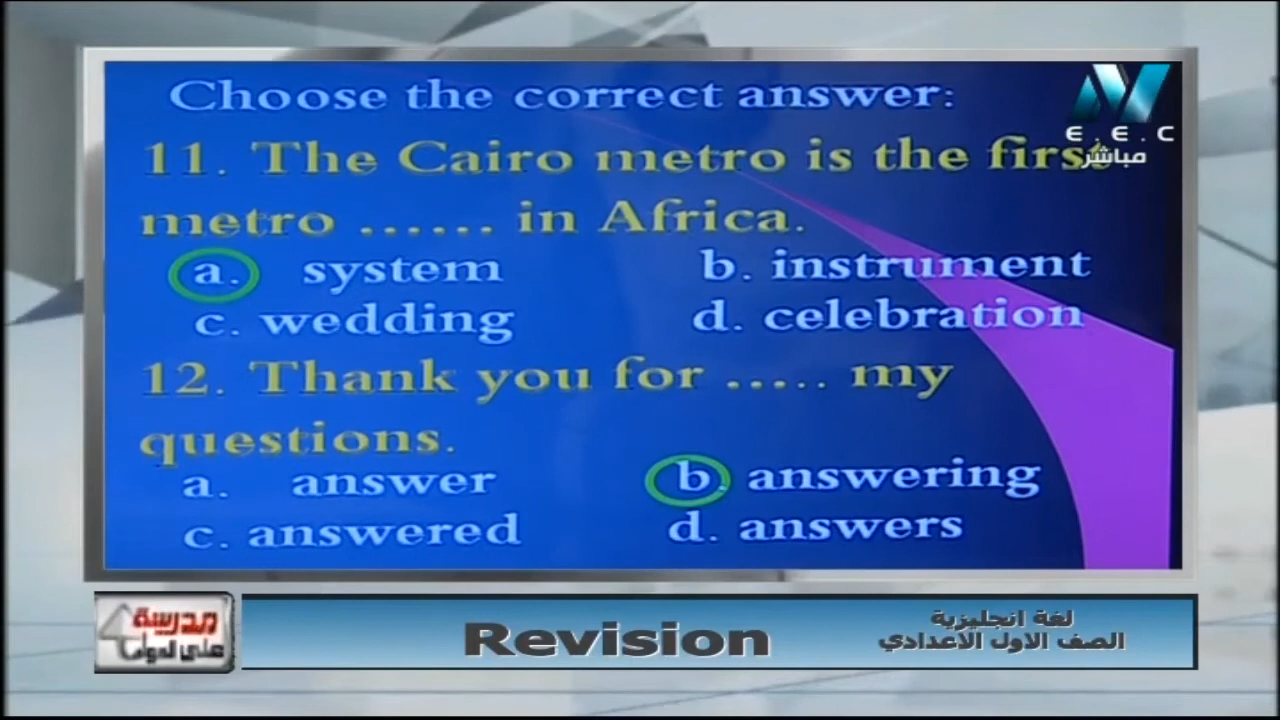 Choose the correct answer:
E.E.C
مباشر
11. The Cairo metro is the first
metro ...... in Africa.
a. system b. instrument
c. wedding d. celebration
12. Thank you for ..... my
questions.
a. answer b. answering
c. answered d. answers
مدرسة
على الهواء
Revision
لغة انجليزية
الصف الاول الاعدادي